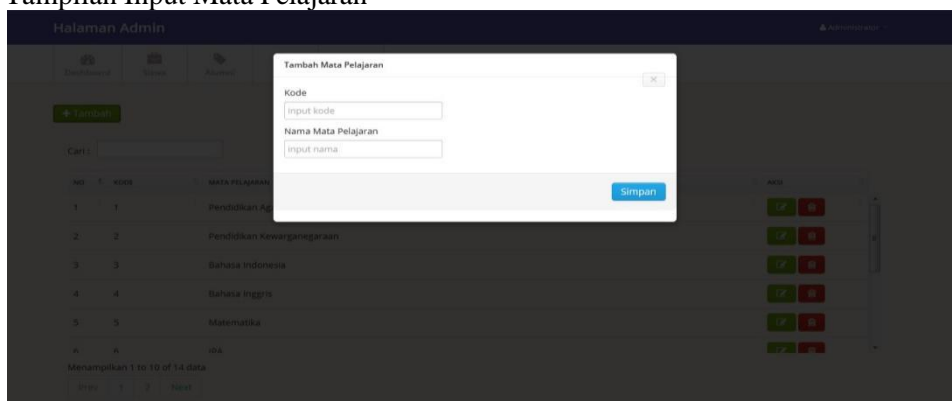 Tampilan Input Mata Pelajaran
Halaman Admin
Administrator
Dashboard
Alumni
Tambah Mata Pelajaran
×
Kode
input kode
+ Tambah
Nama Mata Pelajaran
input nama
Cari :
Simpan
NO KODE MATA PELAJARAN AKSI
1 1 Pendidikan Ag
2 2 Pendidikan Kewarganegaraan
3 3 Bahasa Indonesia
4 4 Bahasa Inggris
5 5 Matematika
6 6 IPA
Menampilkan 1 to 10 of 14 data
Prev 1 2 Next